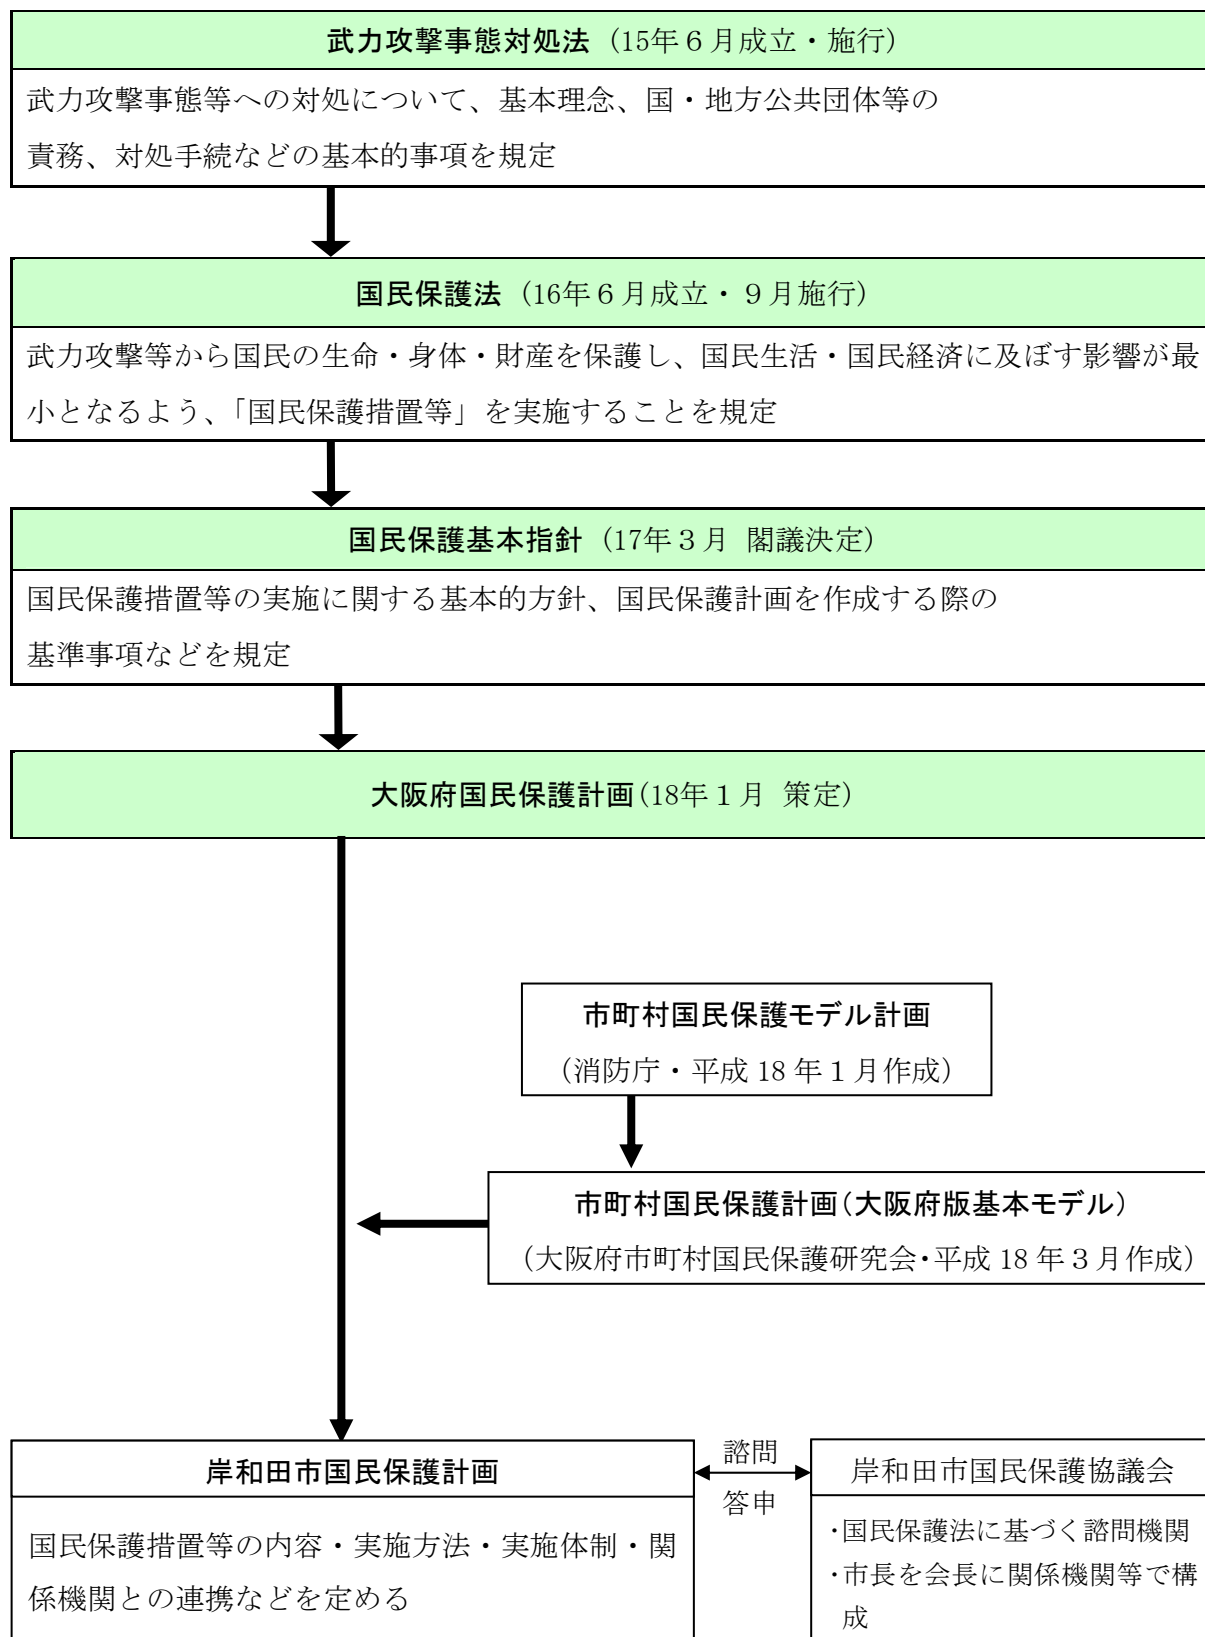 武力攻撃事態対処法（15年６月成立・施行）
武力攻撃事態等への対処について、基本理念、国・地方公共団体等の
責務、対処手続などの基本的事項を規定
国民保護法（16年６月成立・９月施行）
武力攻撃等から国民の生命・身体・財産を保護し、国民生活・国民経済に及ぼす影響が最
小となるよう、「国民保護措置等」を実施することを規定
国民保護基本指針（17年３月 閣議決定）
国民保護措置等の実施に関する基本的方針、国民保護計画を作成する際の
基準事項などを規定
大阪府国民保護計画（18年１月 策定）
市町村国民保護モデル計画
（消防庁・平成 18 年１月作成）
市町村国民保護計画（大阪府版基本モデル）
（大阪府市町村国民保護研究会・平成 18 年３月作成）
岸和田市国民保護計画
国民保護措置等の内容・実施方法・実施体制・関
係機関との連携などを定める
諮問
答申
岸和田市国民保護協議会
・国民保護法に基づく諮問機関
・市長を会長に関係機関等で構
成